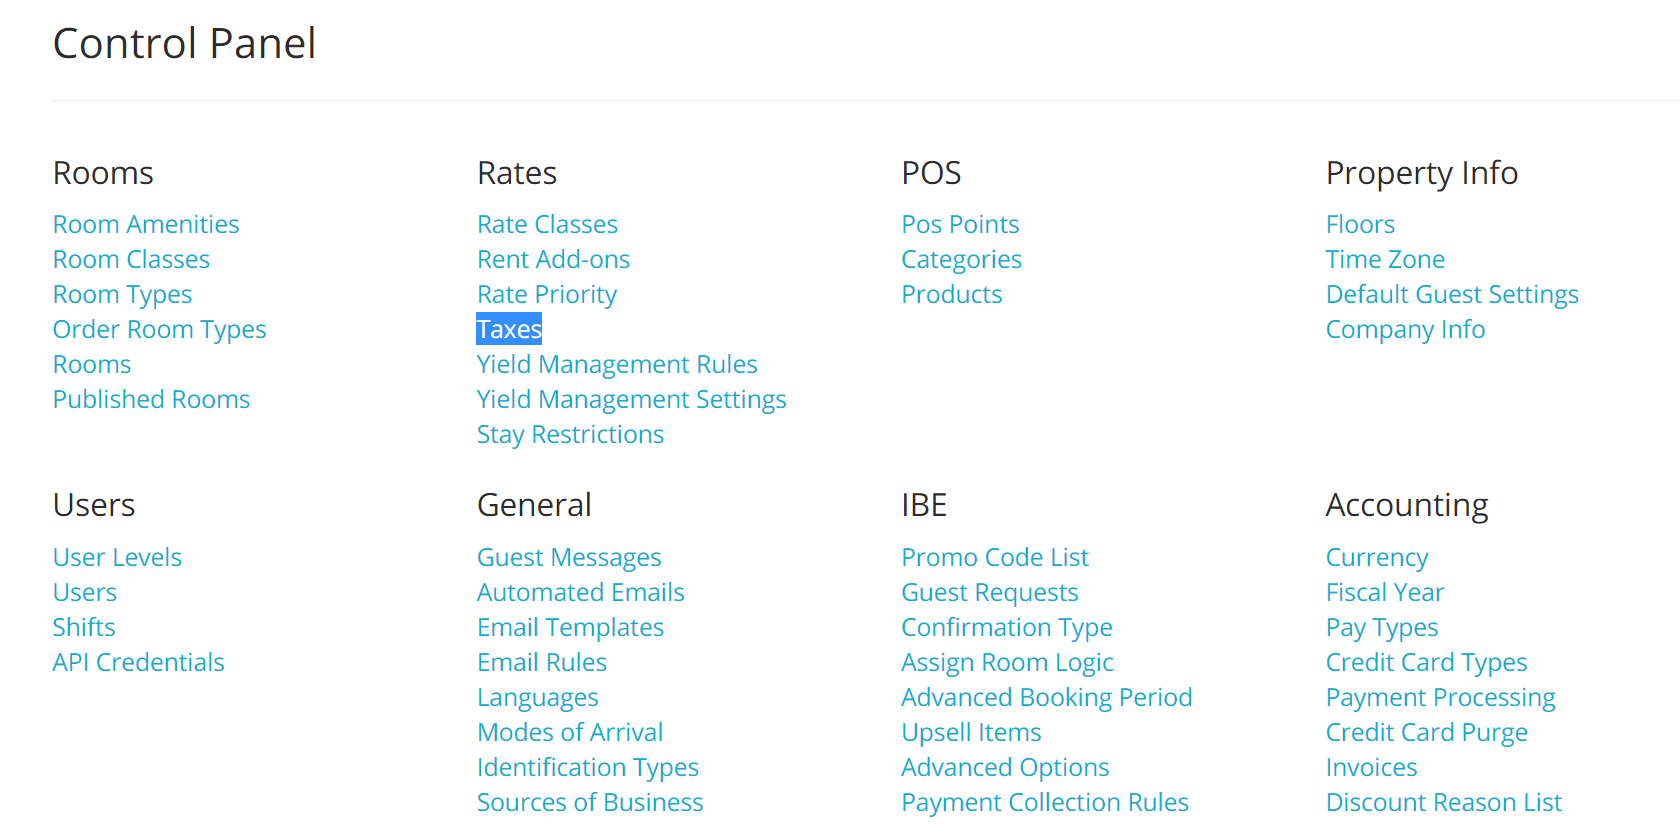 Control Panel
Rooms
Room Amenities
Room Classes
Room Types
Order Room Types
Rooms
Published Rooms
Rates
Rate Classes
Rent Add-ons
Rate Priority
Taxes
Yield Management Rules
Yield Management Settings
Stay Restrictions
POS
Pos Points
Categories
Products
Property Info
Floors
Time Zone
Default Guest Settings
Company Info
Users
User Levels
Users
Shifts
API Credentials
General
Guest Messages
Automated Emails
Email Templates
Email Rules
Languages
Modes of Arrival
Identification Types
Sources of Business
IBE
Promo Code List
Guest Requests
Confirmation Type
Assign Room Logic
Advanced Booking Period
Upsell Items
Advanced Options
Payment Collection Rules
Accounting
Currency
Fiscal Year
Pay Types
Credit Card Types
Payment Processing
Credit Card Purge
Invoices
Discount Reason List